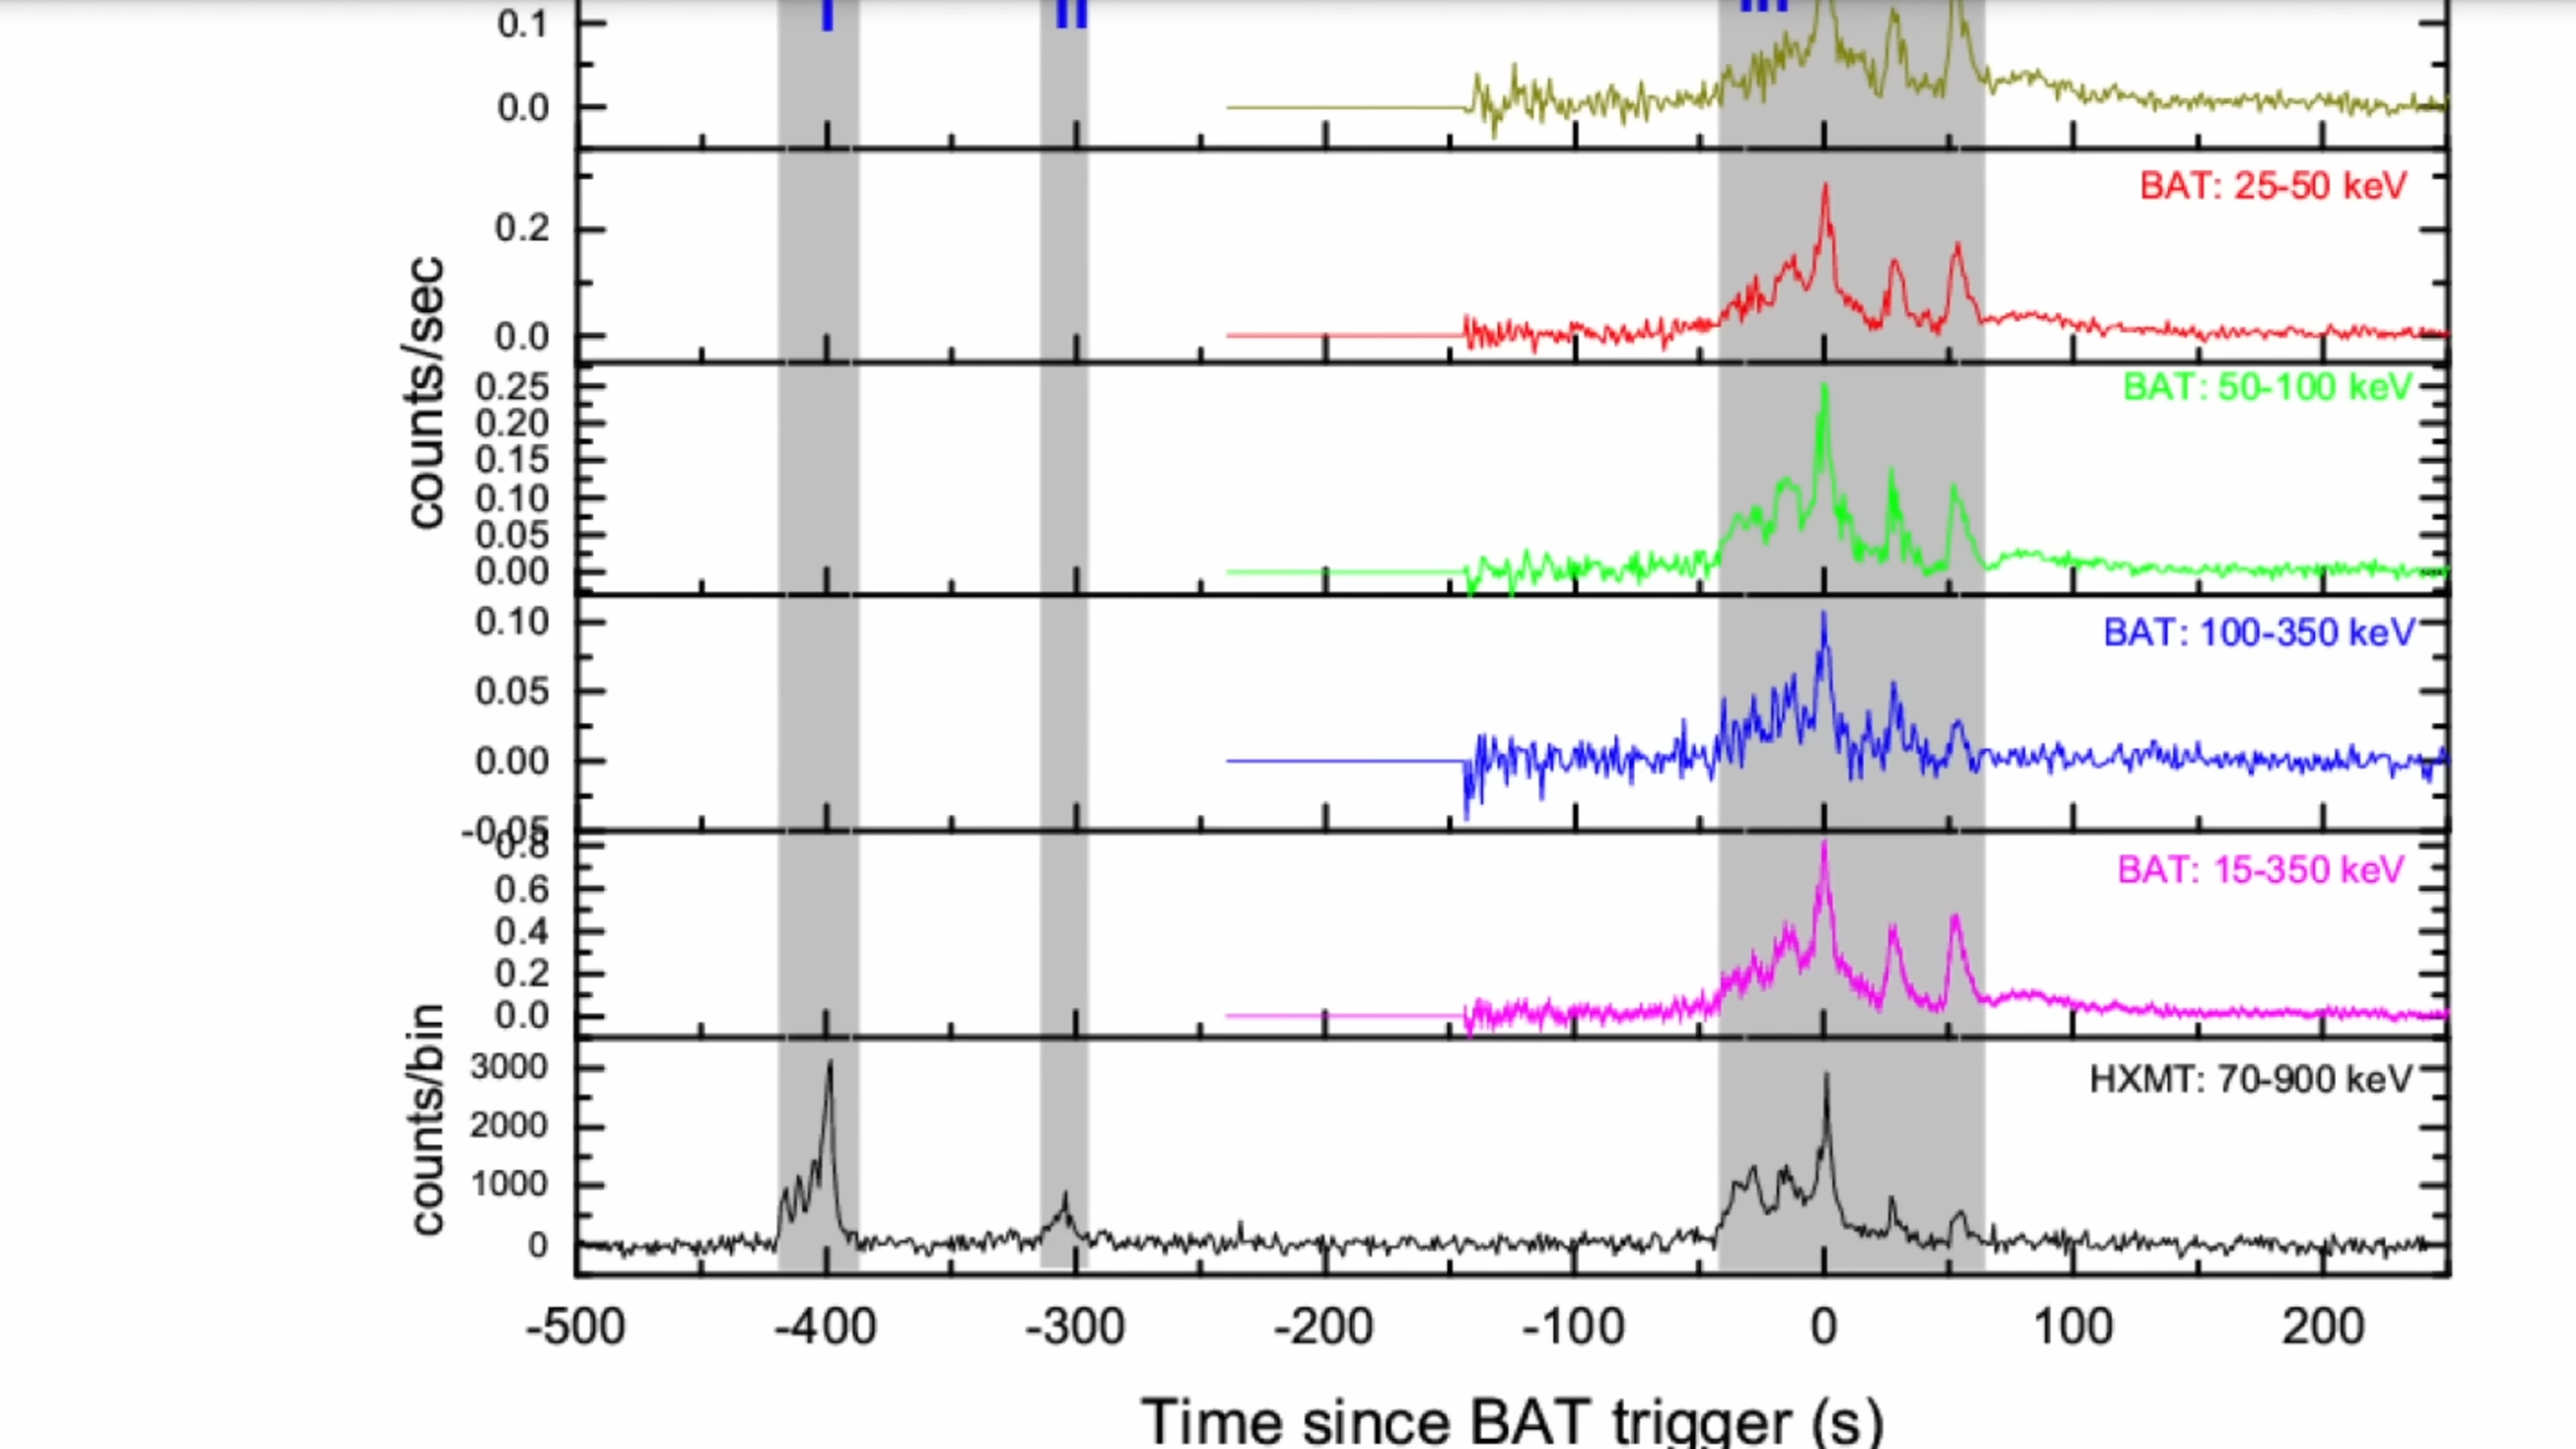 I II III
0.1
0.0
BAT: 25-50 keV
0.2
0.0
counts/sec
BAT: 50-100 keV
0.25
0.20
0.15
0.10
0.05
0.00
BAT: 100-350 keV
0.10
0.05
0.00
-0.05
BAT: 15-350 keV
0.8
0.6
0.4
0.2
0.0
counts/bin
HXMT: 70-900 keV
3000
2000
1000
0
-500 -400 -300 -200 -100 0 100 200
Time since BAT trigger (s)